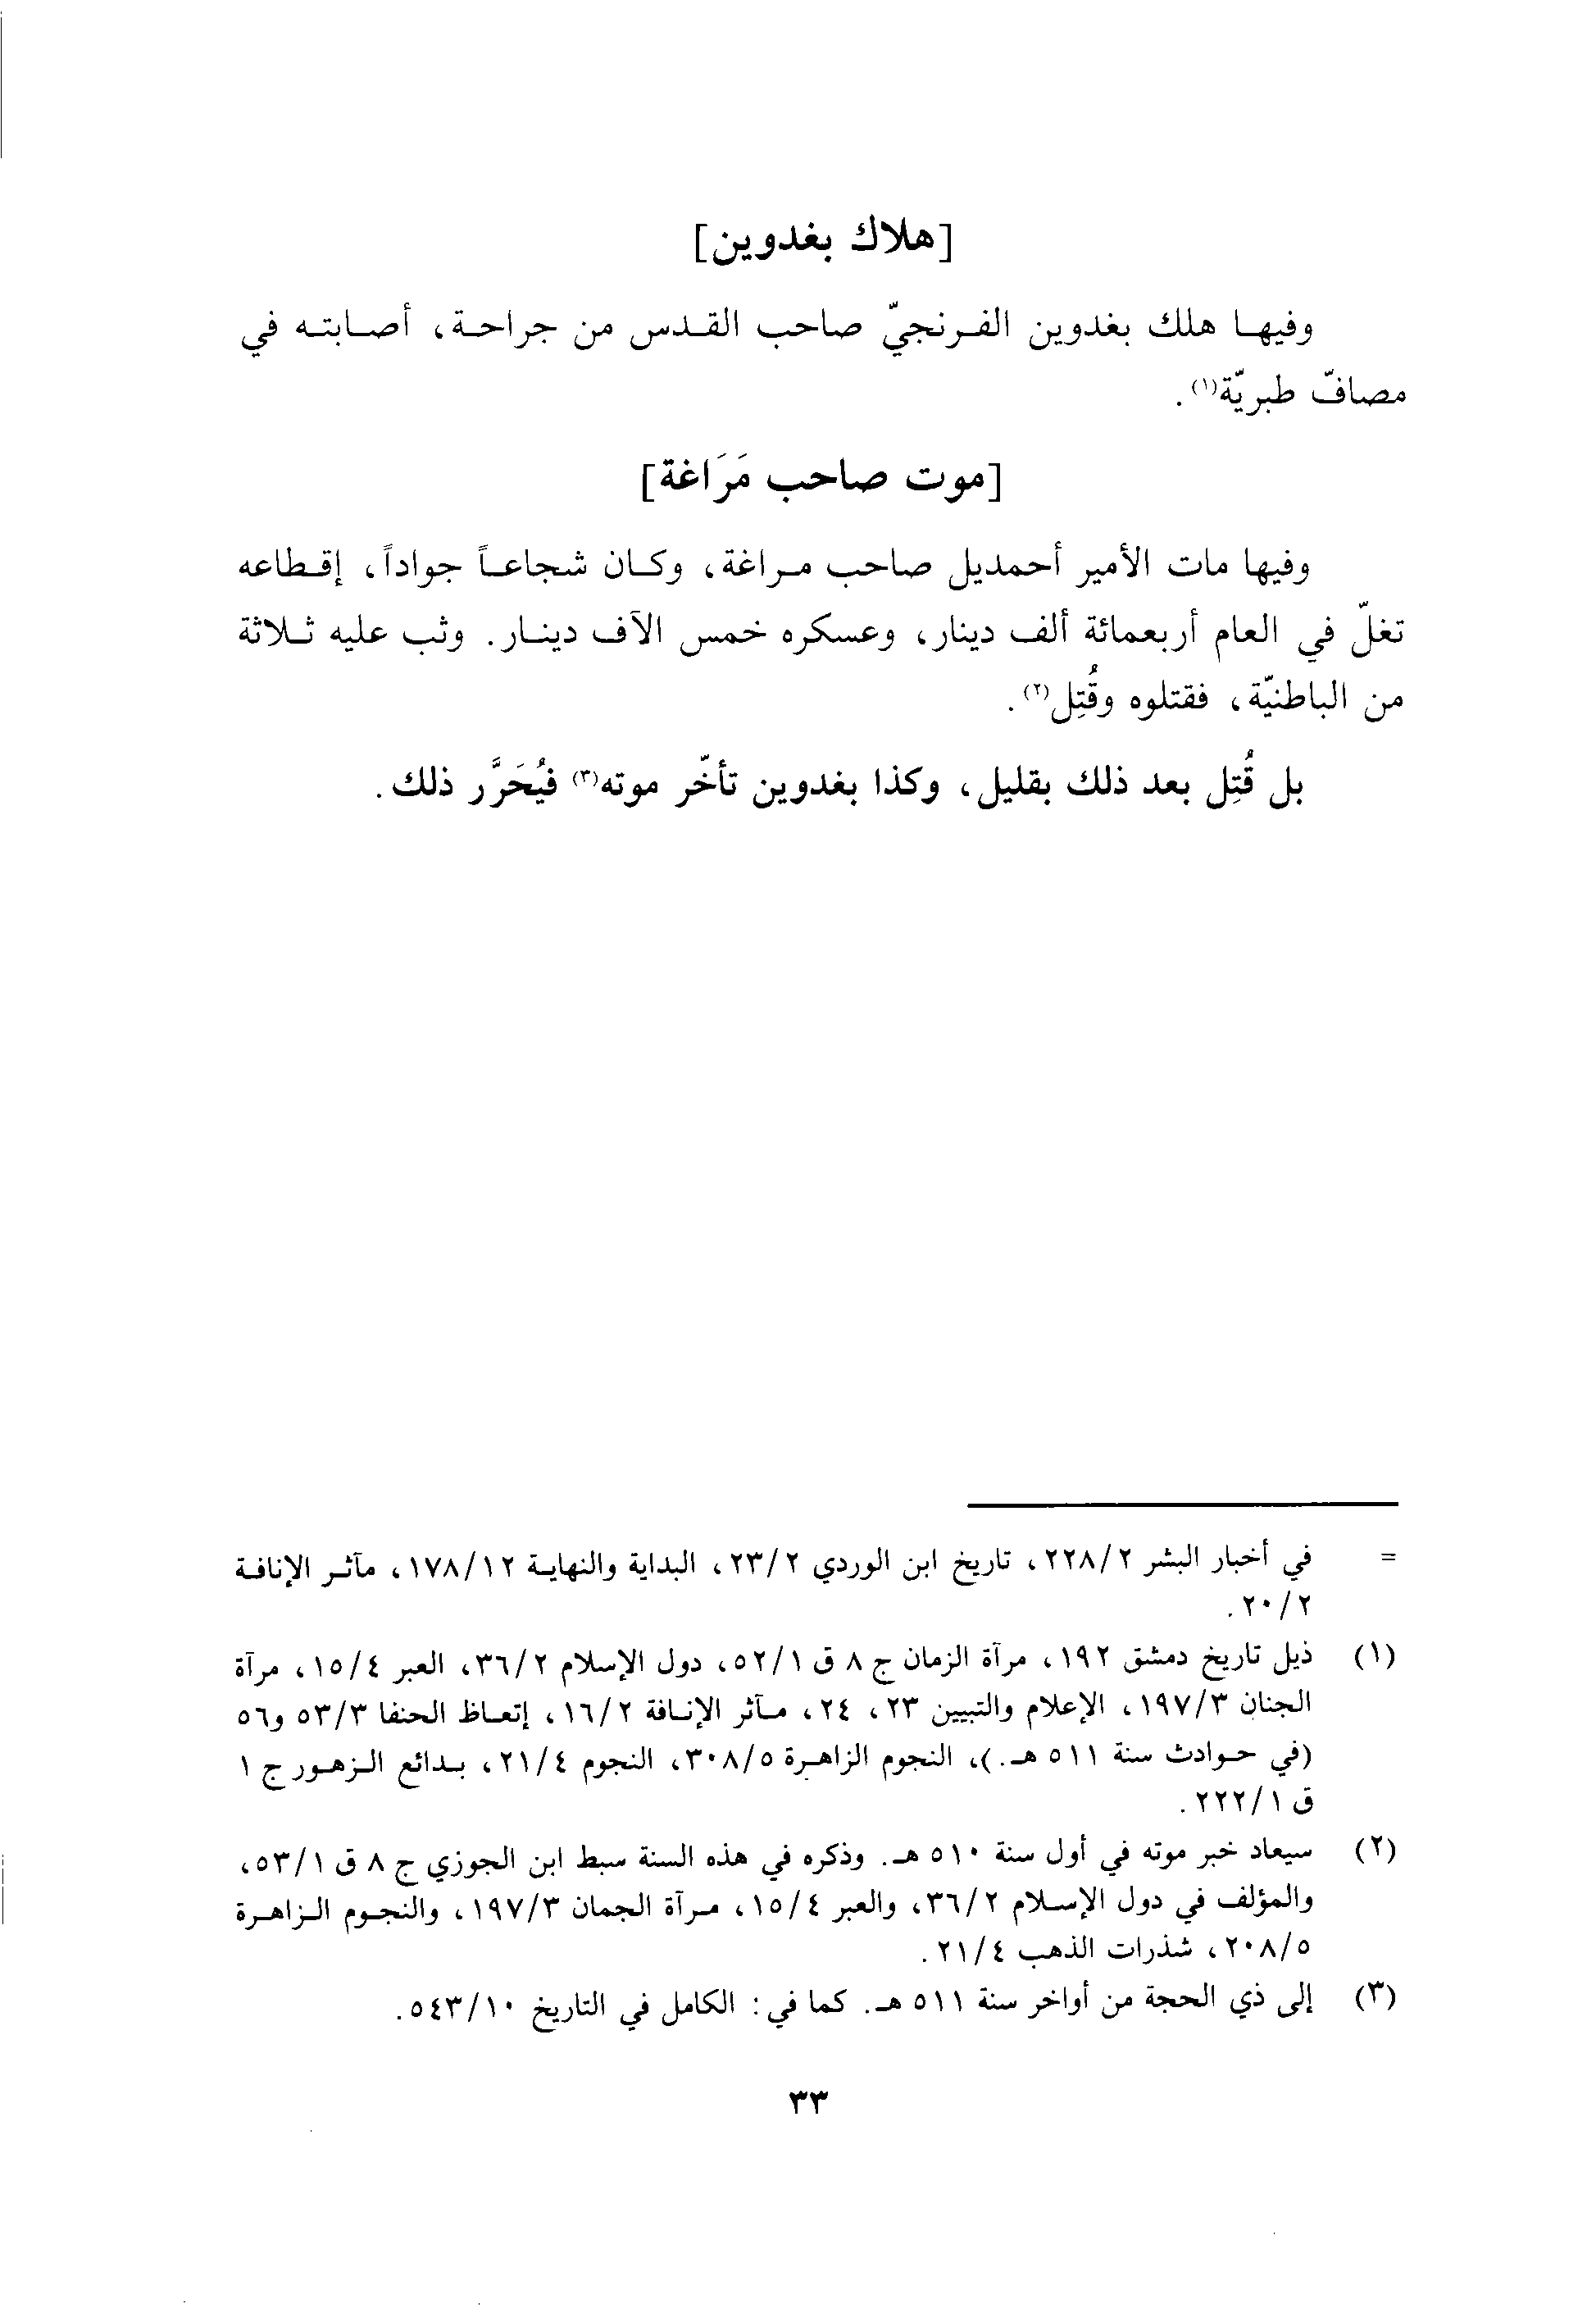 [هلاك بغدوين]
وفيها هلك بغدوين الفرنجيّ صاحب القدس من جراحة، أصابته في
مصافّ طبريّة(١).
[موت صاحب مَرَاغة]
وفيها مات الأمير أحمديل صاحب مراغة، وكان شجاعاً جواداً، إقطاعه
تغلّ في العام أربعمائة ألف دينار، وعسكره خمس الآف دينار. وثب عليه ثلاثة
من الباطنيّة، فقتلوه وقُتِل(٢).
بل قُتِل بعد ذلك بقليل، وكذا بغدوين تأخّر موته(٣) فيُحَرَّر ذلك.
= في أخبار البشر ٢/‏٢٢٨، تاريخ ابن الوردي ٢/‏٢٣، البداية والنهاية ١٢/‏١٧٨، مآثر الإنافة
٢/‏٢٠.
(١) ذيل تاريخ دمشق ١٩٢، مرآة الزمان ج ٨ ق ١/‏٥٢، دول الإسلام ٢/‏٣٦، العبر ٤/‏١٥، مرآة
الجنان ٣/‏١٩٧، الإعلام والتبيين ٢٣، ٢٤، مآثر الإنافة ٢/‏١٦، إتعاظ الحنفا ٣/‏٥٣ و٥٦
(في حوادث سنة ٥١١ هـ.)، النجوم الزاهرة ٥/‏٣٠٨، النجوم ٤/‏٢١، بدائع الزهور ج ١
ق ١/‏٢٢٢.
(٢) سيعاد خبر موته في أول سنة ٥١٠ هـ. وذكره في هذه السنة سبط ابن الجوزي ج ٨ ق ١/‏٥٣،
والمؤلف في دول الإسلام ٢/‏٣٦، والعبر ٤/‏١٥، مرآة الجمان ٣/‏١٩٧، والنجوم الزاهرة
٥/‏٢٠٨، شذرات الذهب ٤/‏٢١.
(٣) إلى ذي الحجة من أواخر سنة ٥١١ هـ. كما في: الكامل في التاريخ ١٠/‏٥٤٣.
٣٣